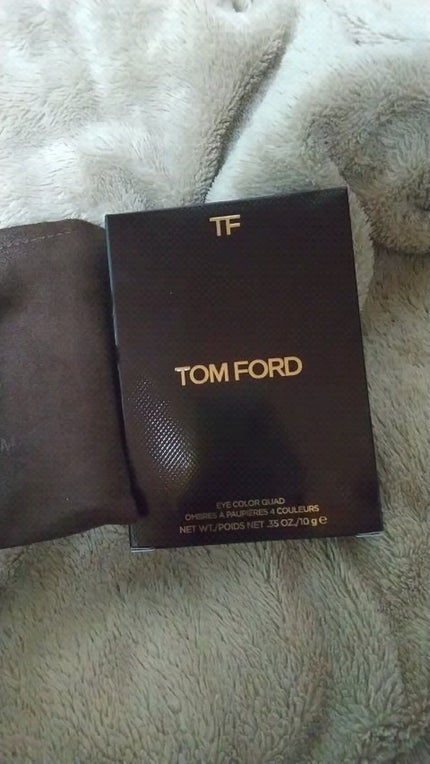 TF
TOM FORD
EYE COLOR QUAD
OMBRES À PAUPIÈRES 4 COULEURS
NET WT./POIDS NET .35 OZ./10 g ℮